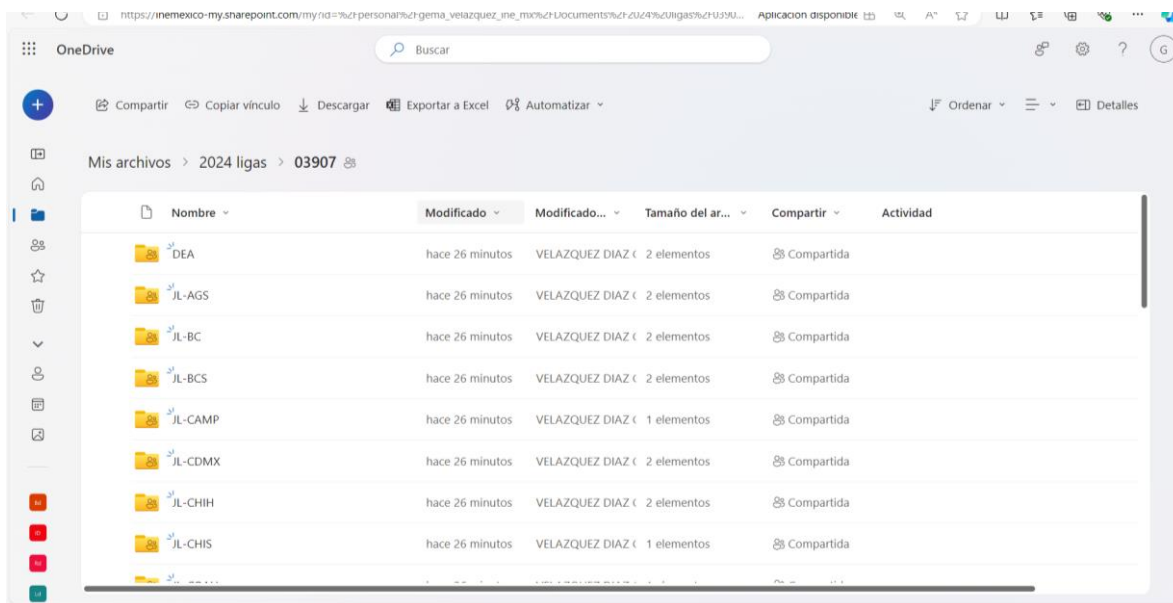 https://inemexico-my.sharepoint.com/my?id=%2Fpersonal%2Fgema_velazquez_ine_mx%2FDocuments%2F2024%20ligas%2F0390... Aplicación disponible
OneDrive Buscar G
Compartir Copiar vínculo Descargar Exportar a Excel Automatizar Ordenar Detalles
Mis archivos > 2024 ligas > 03907
Nombre Modificado Modificado... Tamaño del ar... Compartir Actividad
DEA hace 26 minutos VELAZQUEZ DIAZ 2 elementos Compartida
JL-AGS hace 26 minutos VELAZQUEZ DIAZ 2 elementos Compartida
JL-BC hace 26 minutos VELAZQUEZ DIAZ 2 elementos Compartida
JL-BCS hace 26 minutos VELAZQUEZ DIAZ 2 elementos Compartida
JL-CAMP hace 26 minutos VELAZQUEZ DIAZ 1 elementos Compartida
JL-CDMX hace 26 minutos VELAZQUEZ DIAZ 2 elementos Compartida
JL-CHIH hace 26 minutos VELAZQUEZ DIAZ 2 elementos Compartida
JL-CHIS hace 26 minutos VELAZQUEZ DIAZ 1 elementos Compartida